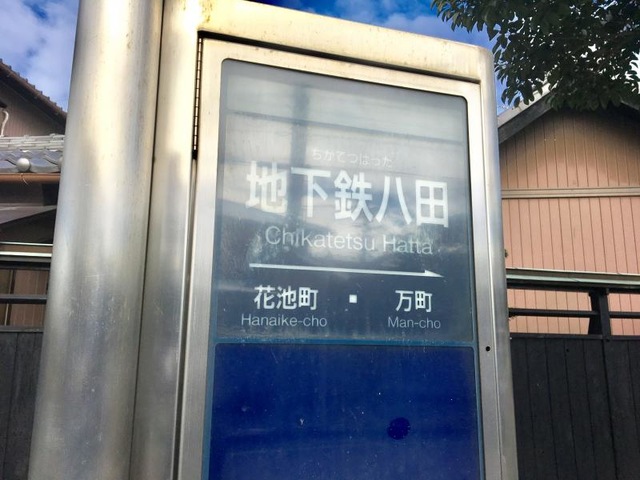 ちかてつはった
地下鉄八田
Chikatetsu Hatta
花池町 ■ 万町
Hanaike-cho Man-cho